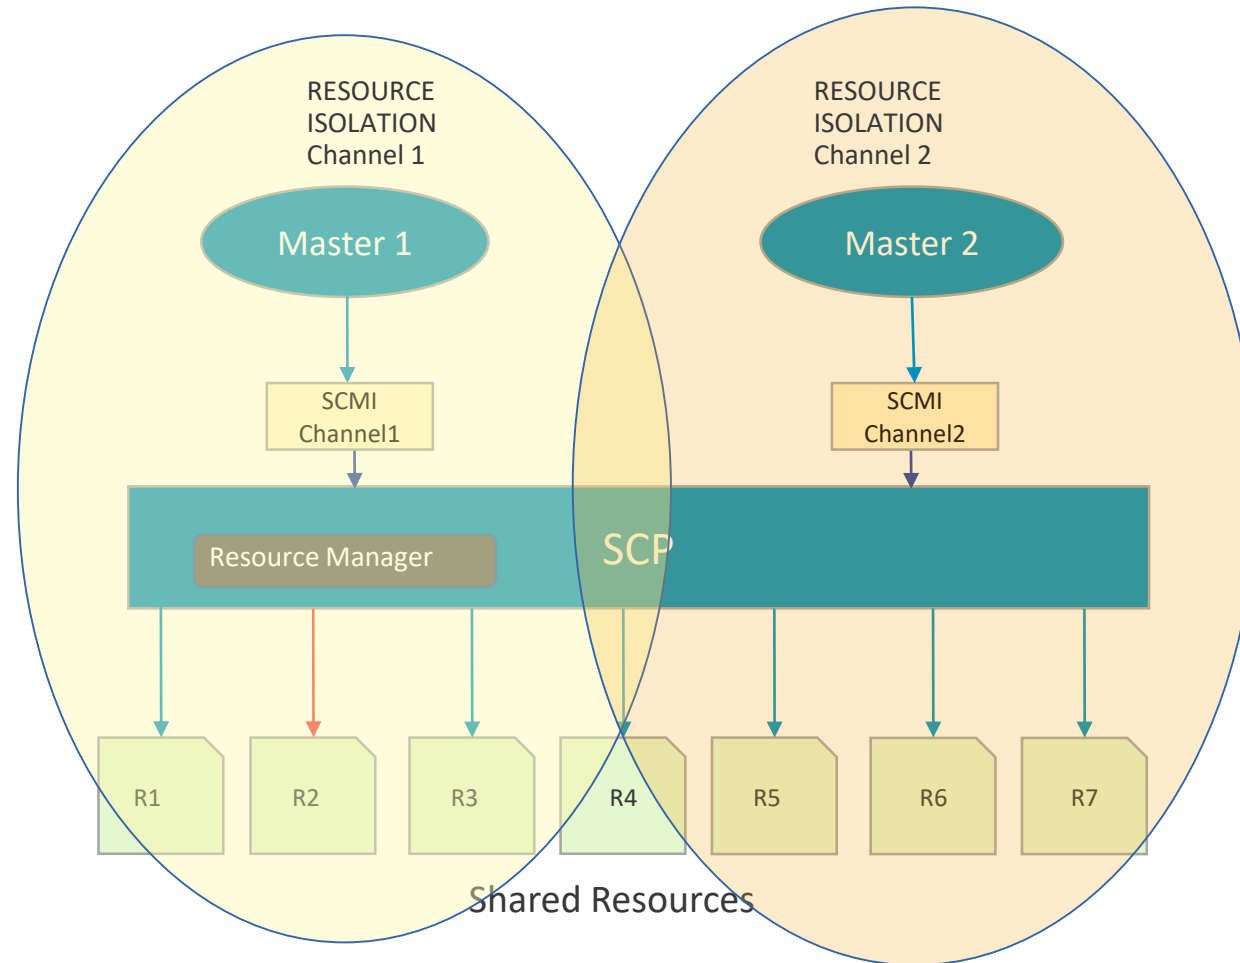 RESOURCE
ISOLATION
Channel 1
RESOURCE
ISOLATION
Channel 2
Master 1
Master 2
SCMI
Channel1
SCMI
Channel2
Resource Manager
SCP
R1
R2
R3
R4
R5
R6
R7
Shared Resources